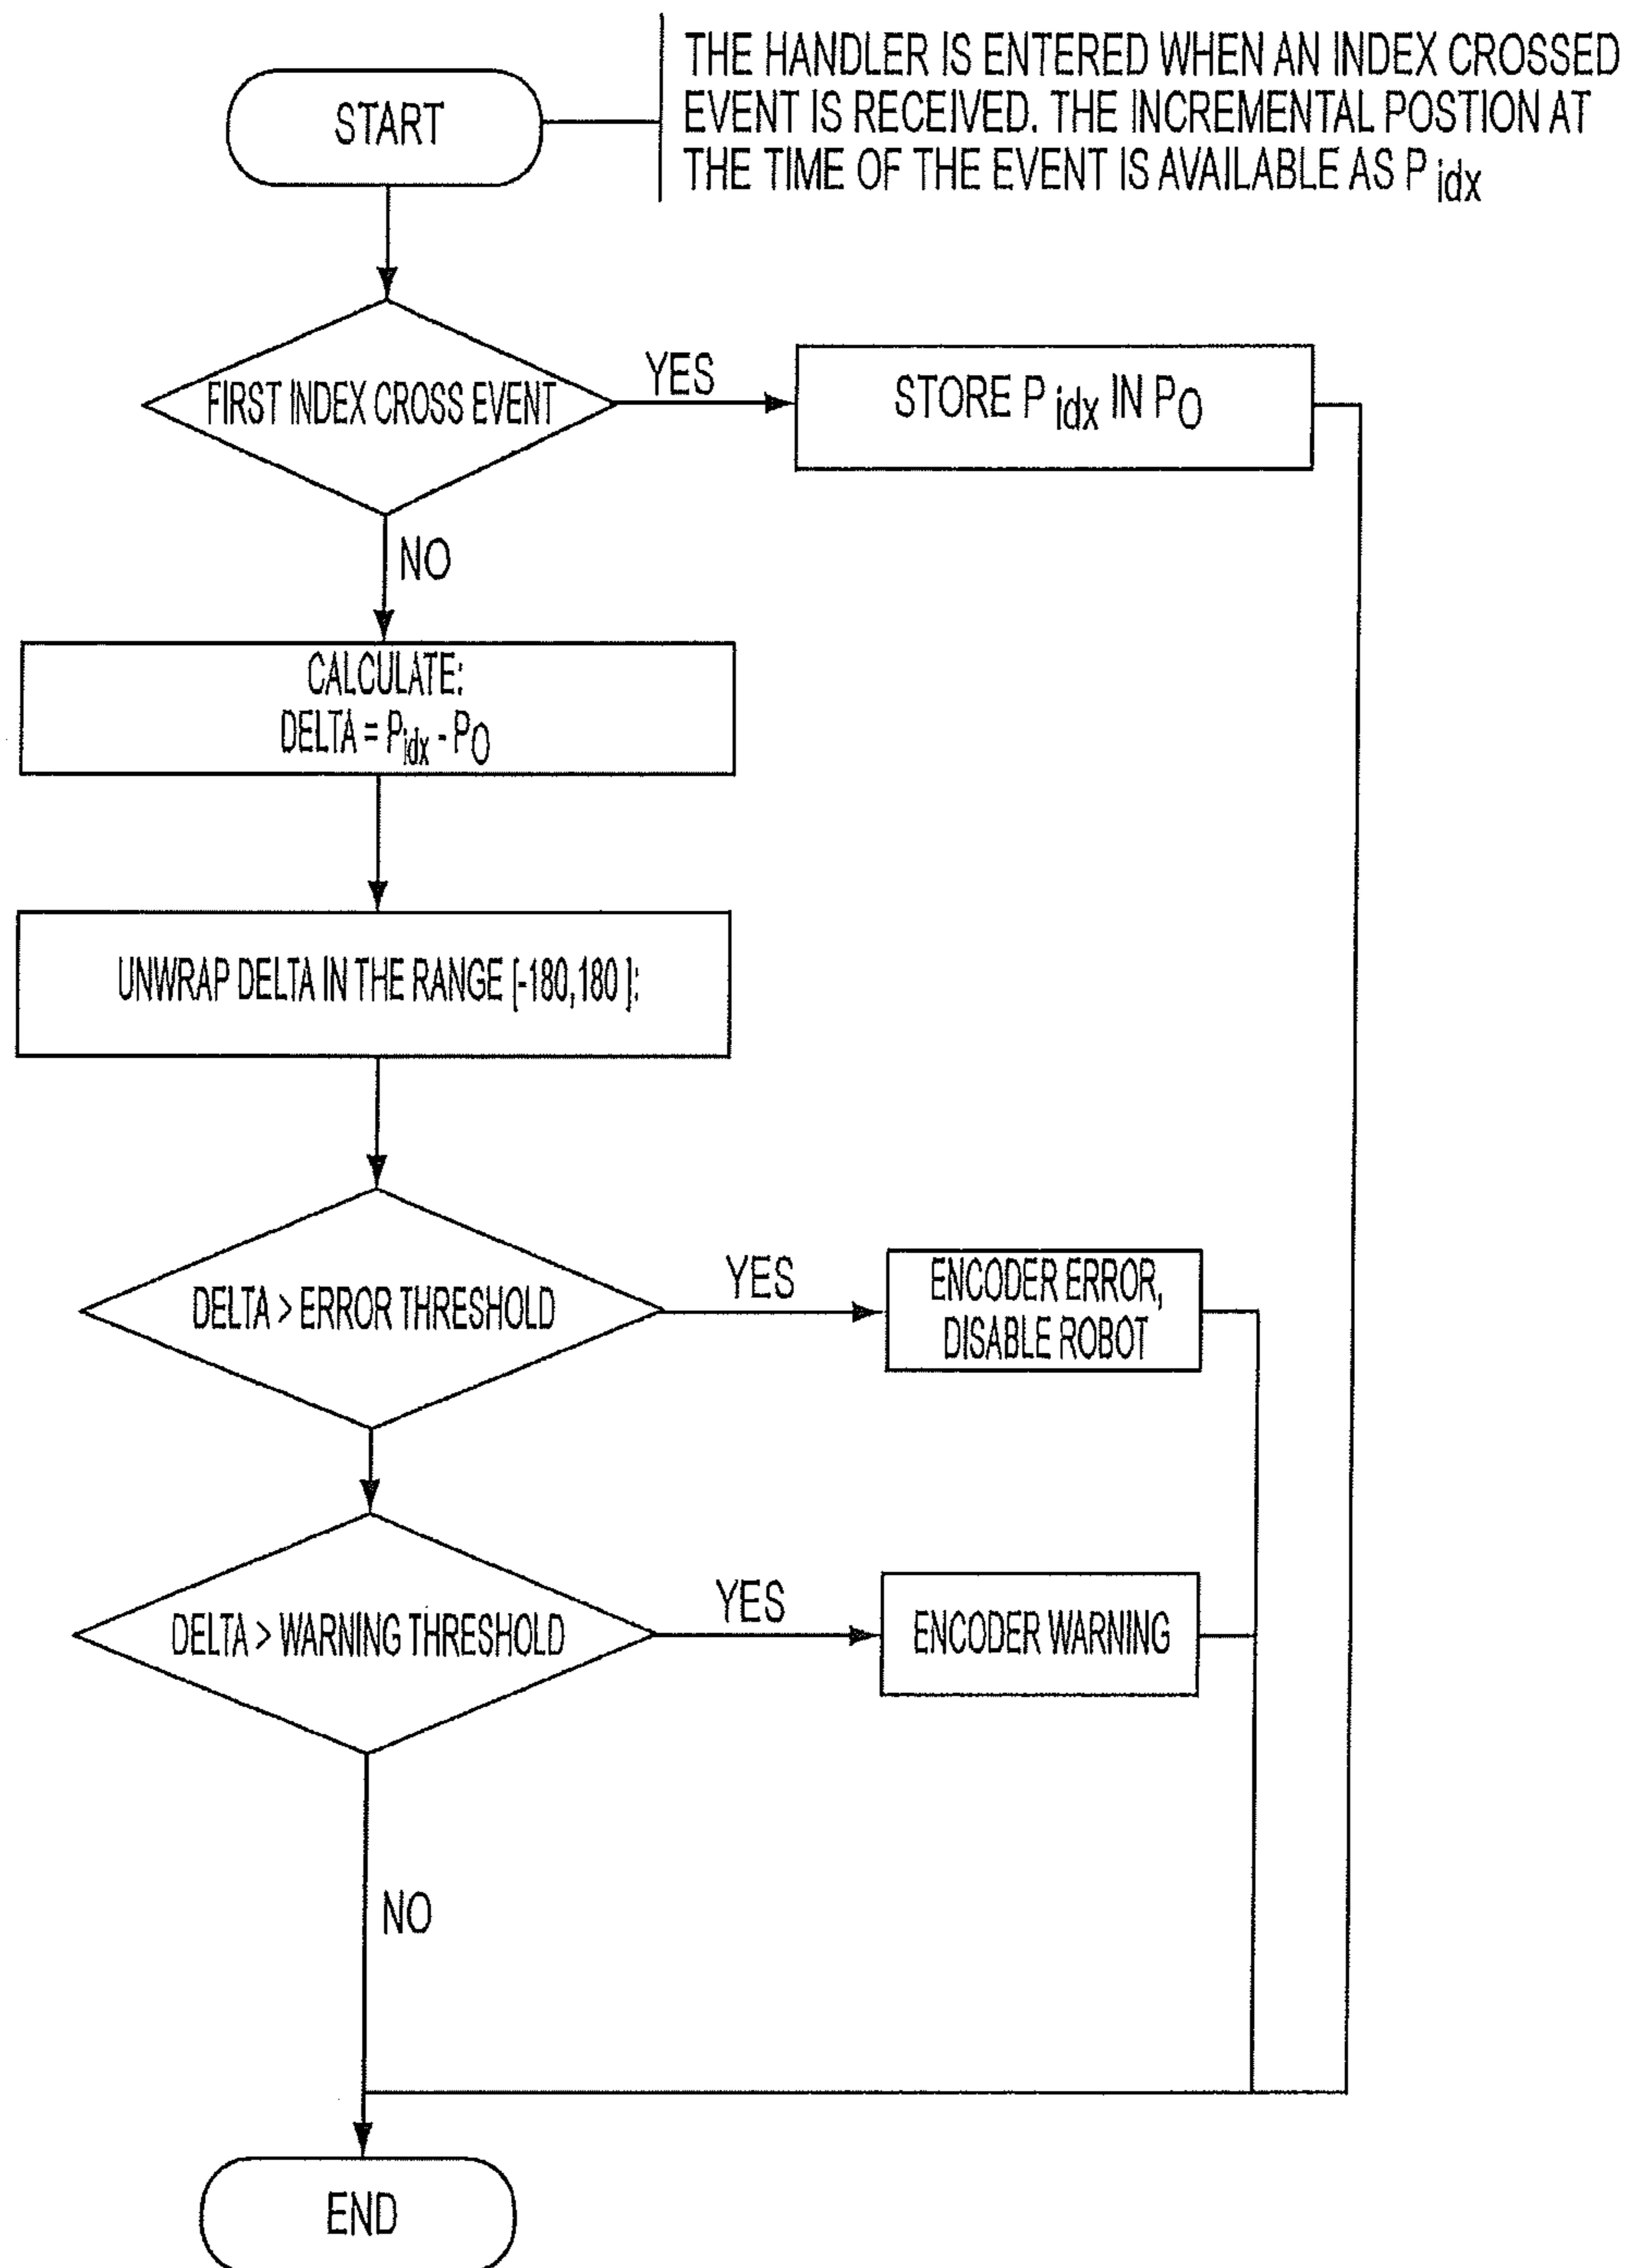 START
THE HANDLER IS ENTERED WHEN AN INDEX CROSSED
EVENT IS RECEIVED. THE INCREMENTAL POSTION AT
THE TIME OF THE EVENT IS AVAILABLE AS P idx
FIRST INDEX CROSS EVENT
YES
STORE P idx IN PO
NO
CALCULATE:
DELTA = Pidx - PO
UNWRAP DELTA IN THE RANGE [-180,180 ]:
DELTA > ERROR THRESHOLD
YES
ENCODER ERROR,
DISABLE ROBOT
DELTA > WARNING THRESHOLD
YES
ENCODER WARNING
NO
END